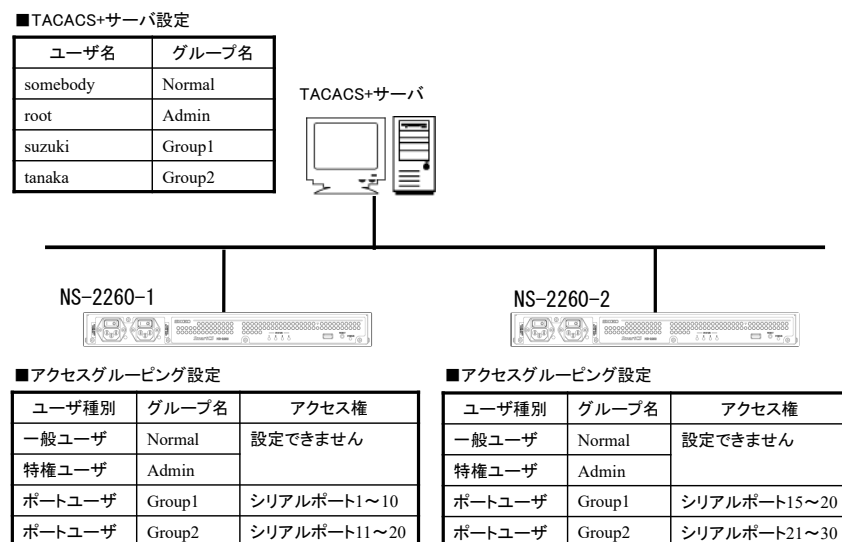 ■TACACS+サーバ設定
ユーザ名 グループ名
somebody Normal
root Admin
suzuki Group1
tanaka Group2
TACACS+サーバ
NS-2260-1
NS-2260-2
■アクセスグルーピング設定
ユーザ種別 グループ名 アクセス権
一般ユーザ Normal 設定できません
特権ユーザ Admin
ポートユーザ Group1 シリアルポート1～10
ポートユーザ Group2 シリアルポート11～20
■アクセスグルーピング設定
ユーザ種別 グループ名 アクセス権
一般ユーザ Normal 設定できません
特権ユーザ Admin
ポートユーザ Group1 シリアルポート15～20
ポートユーザ Group2 シリアルポート21～30